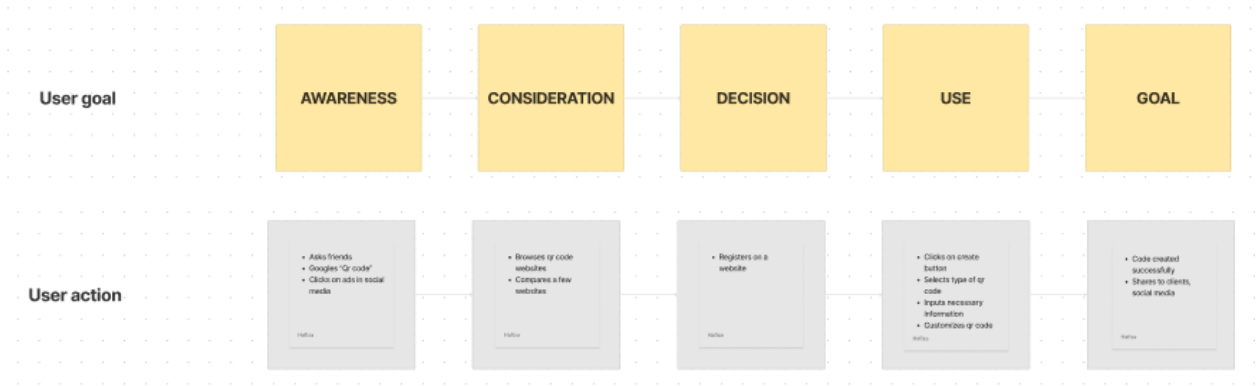 User goal
AWARENESS
CONSIDERATION
DECISION
USE
GOAL
User action
• Asks friends
• Googles "Qr code"
• Clicks on ads in social
media
• Browses qr code
websites
• Compares a few
websites
• Registers on a
website
• Clicks on create
button
• Selects type of qr
code
• Inputs necessary
information
• Customizes qr code
• Code created
successfully
• Shares to clients,
social media